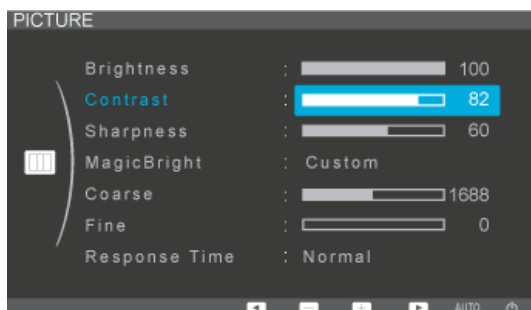 PICTURE
Brightness : 100
Contrast : 82
Sharpness : 60
MagicBright : Custom
Coarse : 1688
Fine : 0
Response Time : Normal
AUTO